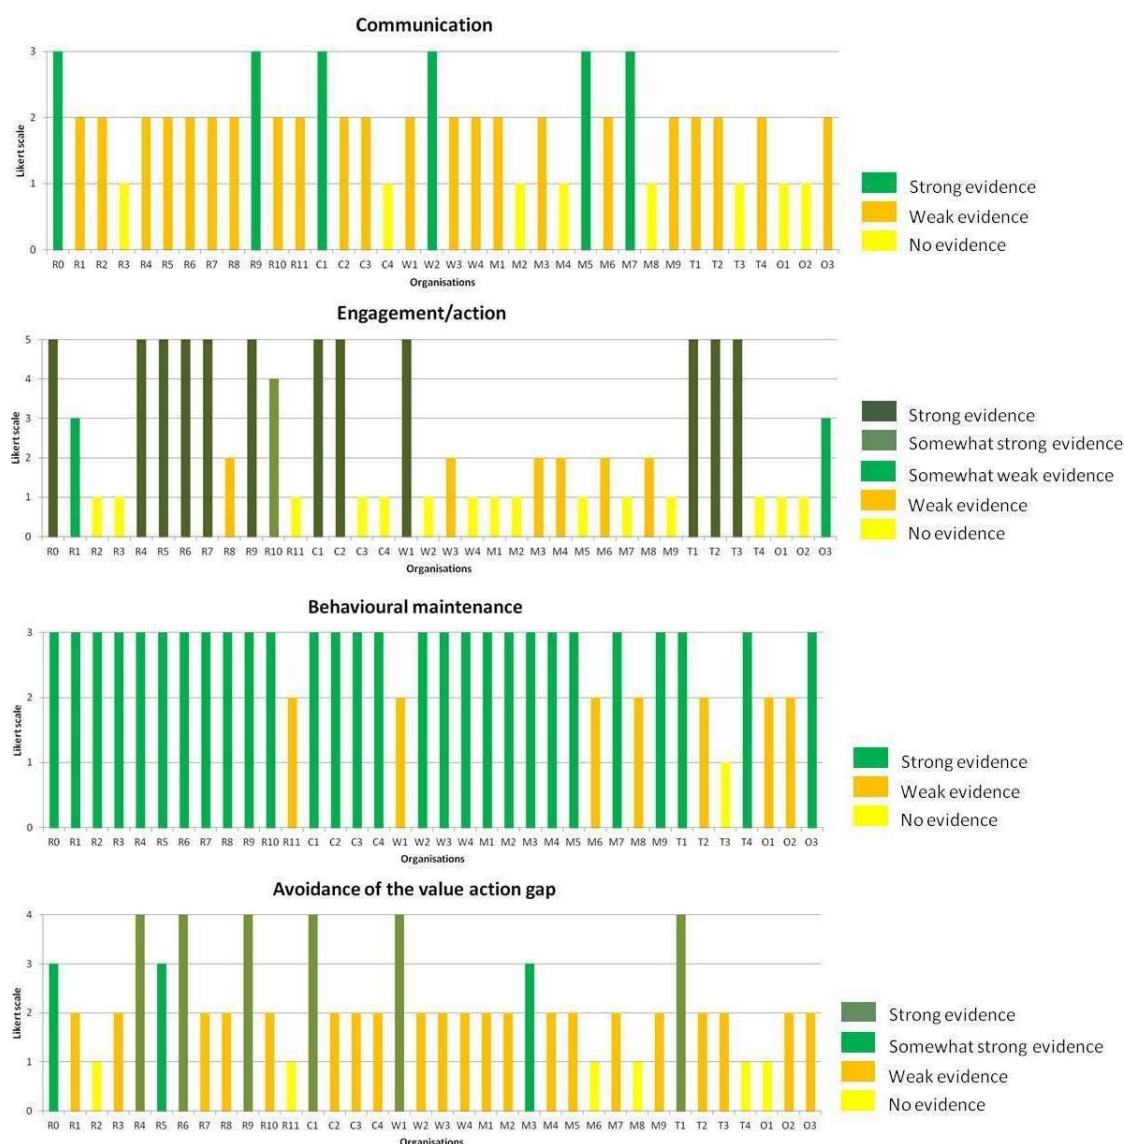 Communication
3
2
1
0
Likert scale
R0 R1 R2 R3 R4 R5 R6 R7 R8 R9 R10 R11 C1 C2 C3 C4 W1 W2 W3 W4 M1 M2 M3 M4 M5 M6 M7 M8 M9 T1 T2 T3 T4 O1 O2 O3
Organisations
Strong evidence
Weak evidence
No evidence
Engagement/action
5
4
3
2
1
0
Likert scale
R0 R1 R2 R3 R4 R5 R6 R7 R8 R9 R10 R11 C1 C2 C3 C4 W1 W2 W3 W4 M1 M2 M3 M4 M5 M6 M7 M8 M9 T1 T2 T3 T4 O1 O2 O3
Organisations
Strong evidence
Somewhat strong evidence
Somewhat weak evidence
Weak evidence
No evidence
Behavioural maintenance
3
2
1
0
Likert scale
R0 R1 R2 R3 R4 R5 R6 R7 R8 R9 R10 R11 C1 C2 C3 C4 W1 W2 W3 W4 M1 M2 M3 M4 M5 M6 M7 M8 M9 T1 T2 T3 T4 O1 O2 O3
Organisations
Strong evidence
Weak evidence
No evidence
Avoidance of the value action gap
4
3
2
1
0
Likert scale
R0 R1 R2 R3 R4 R5 R6 R7 R8 R9 R10 R11 C1 C2 C3 C4 W1 W2 W3 W4 M1 M2 M3 M4 M5 M6 M7 M8 M9 T1 T2 T3 T4 O1 O2 O3
Organisations
Strong evidence
Somewhat strong evidence
Weak evidence
No evidence